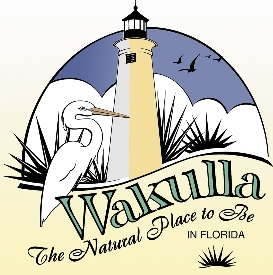 Wakulla
The Natural Place to Be
IN FLORIDA